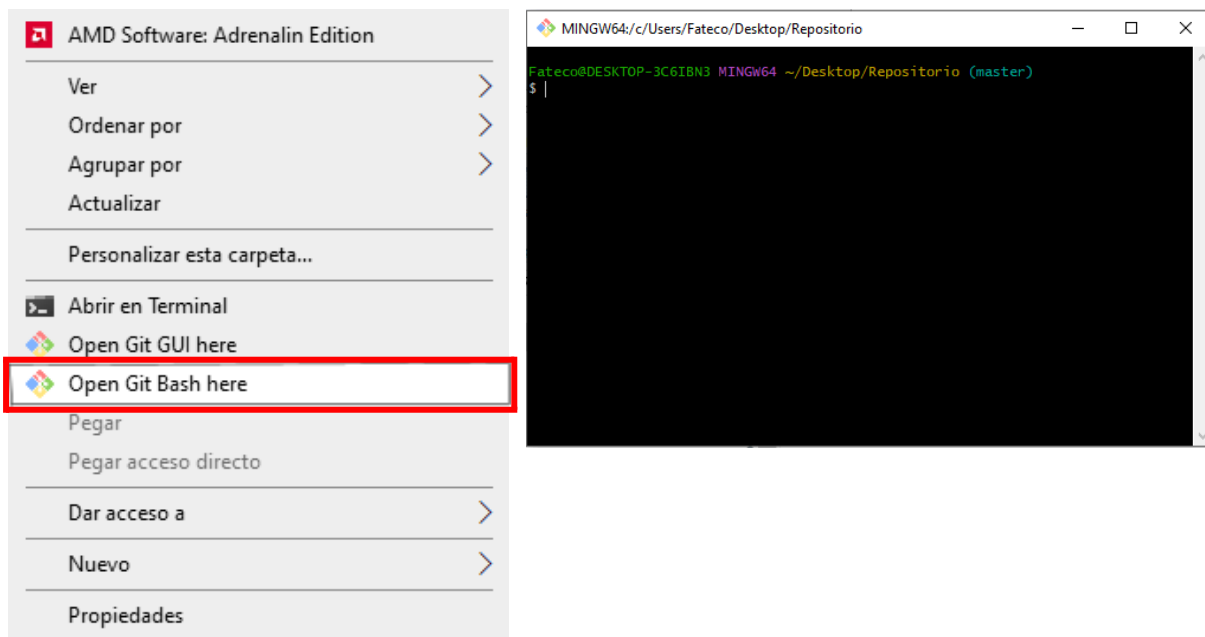 AMD Software: Adrenalin Edition
Ver
Ordenar por
Agrupar por
Actualizar
Personalizar esta carpeta...
Abrir en Terminal
Open Git GUI here
Open Git Bash here
Pegar
Pegar acceso directo
Dar acceso a
Nuevo
Propiedades
MINGW64:/c/Users/Fateco/Desktop/Repositorio
Fateco@DESKTOP-3C6IBN3 MINGW64 ~/Desktop/Repositorio (master)
$